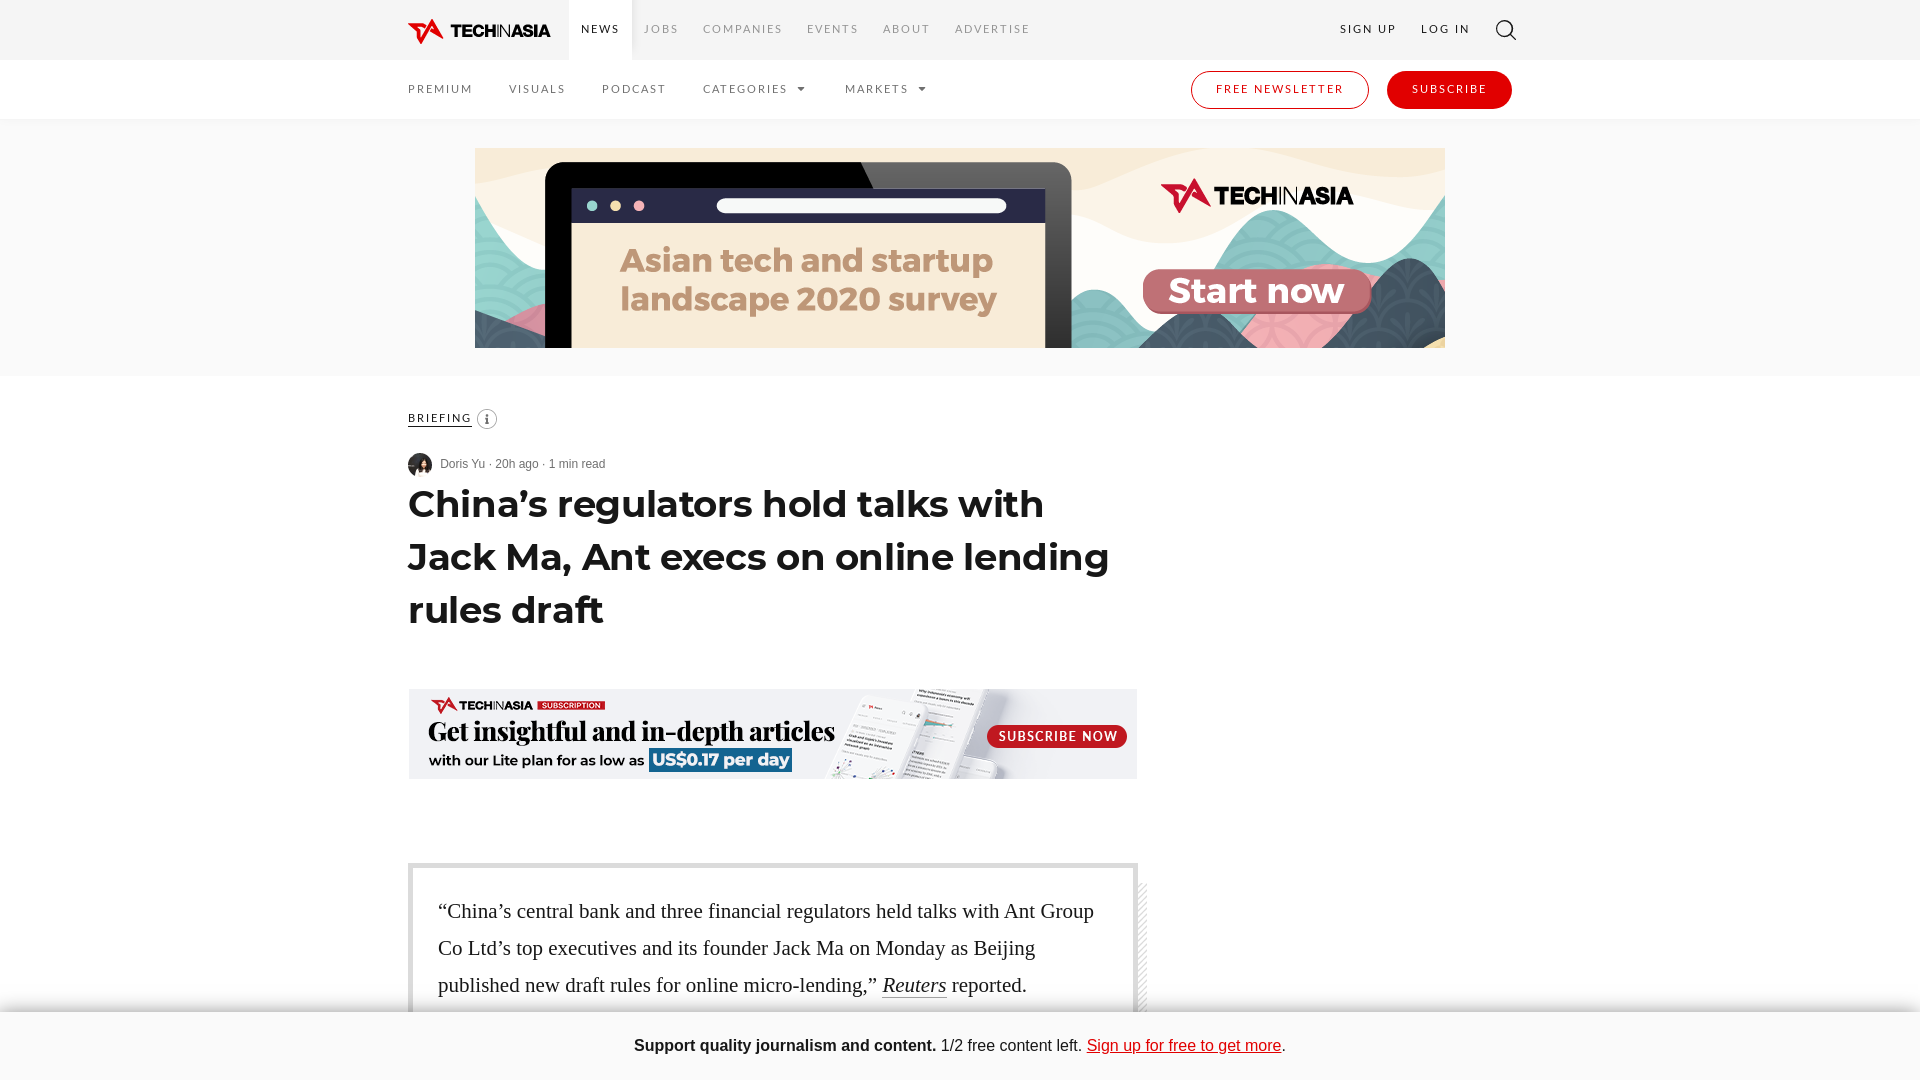 TECHINASIA NEWS JOBS COMPANIES EVENTS ABOUT ADVERTISE SIGN UP LOG IN
PREMIUM VISUALS PODCAST CATEGORIES MARKETS FREE NEWSLETTER SUBSCRIBE
TECHINASIA
Asian tech and startup
landscape 2020 survey
Start now
BRIEFING
Doris Yu · 20h ago · 1 min read
China’s regulators hold talks with
Jack Ma, Ant execs on online lending
rules draft
TECHINASIA SUBSCRIPTION
Get insightful and in-depth articles
with our Lite plan for as low as US$0.17 per day
SUBSCRIBE NOW
“China’s central bank and three financial regulators held talks with Ant Group
Co Ltd’s top executives and its founder Jack Ma on Monday as Beijing
published new draft rules for online micro-lending,” Reuters reported.
Support quality journalism and content. 1/2 free content left. Sign up for free to get more.